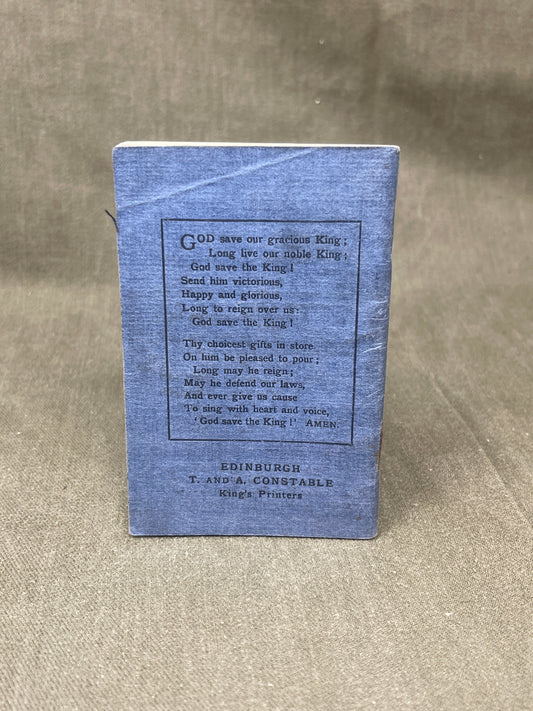 GOD save our gracious King;
Long live our noble King;
God save the King!
Send him victorious,
Happy and glorious,
Long to reign over us:
God save the King!
Thy choicest gifts in store
On him be pleased to pour;
Long may he reign;
May he defend our laws,
And ever give us cause
To sing with heart and voice,
'God save the King!' AMEN.
EDINBURGH
T. AND A. CONSTABLE
King's Printers